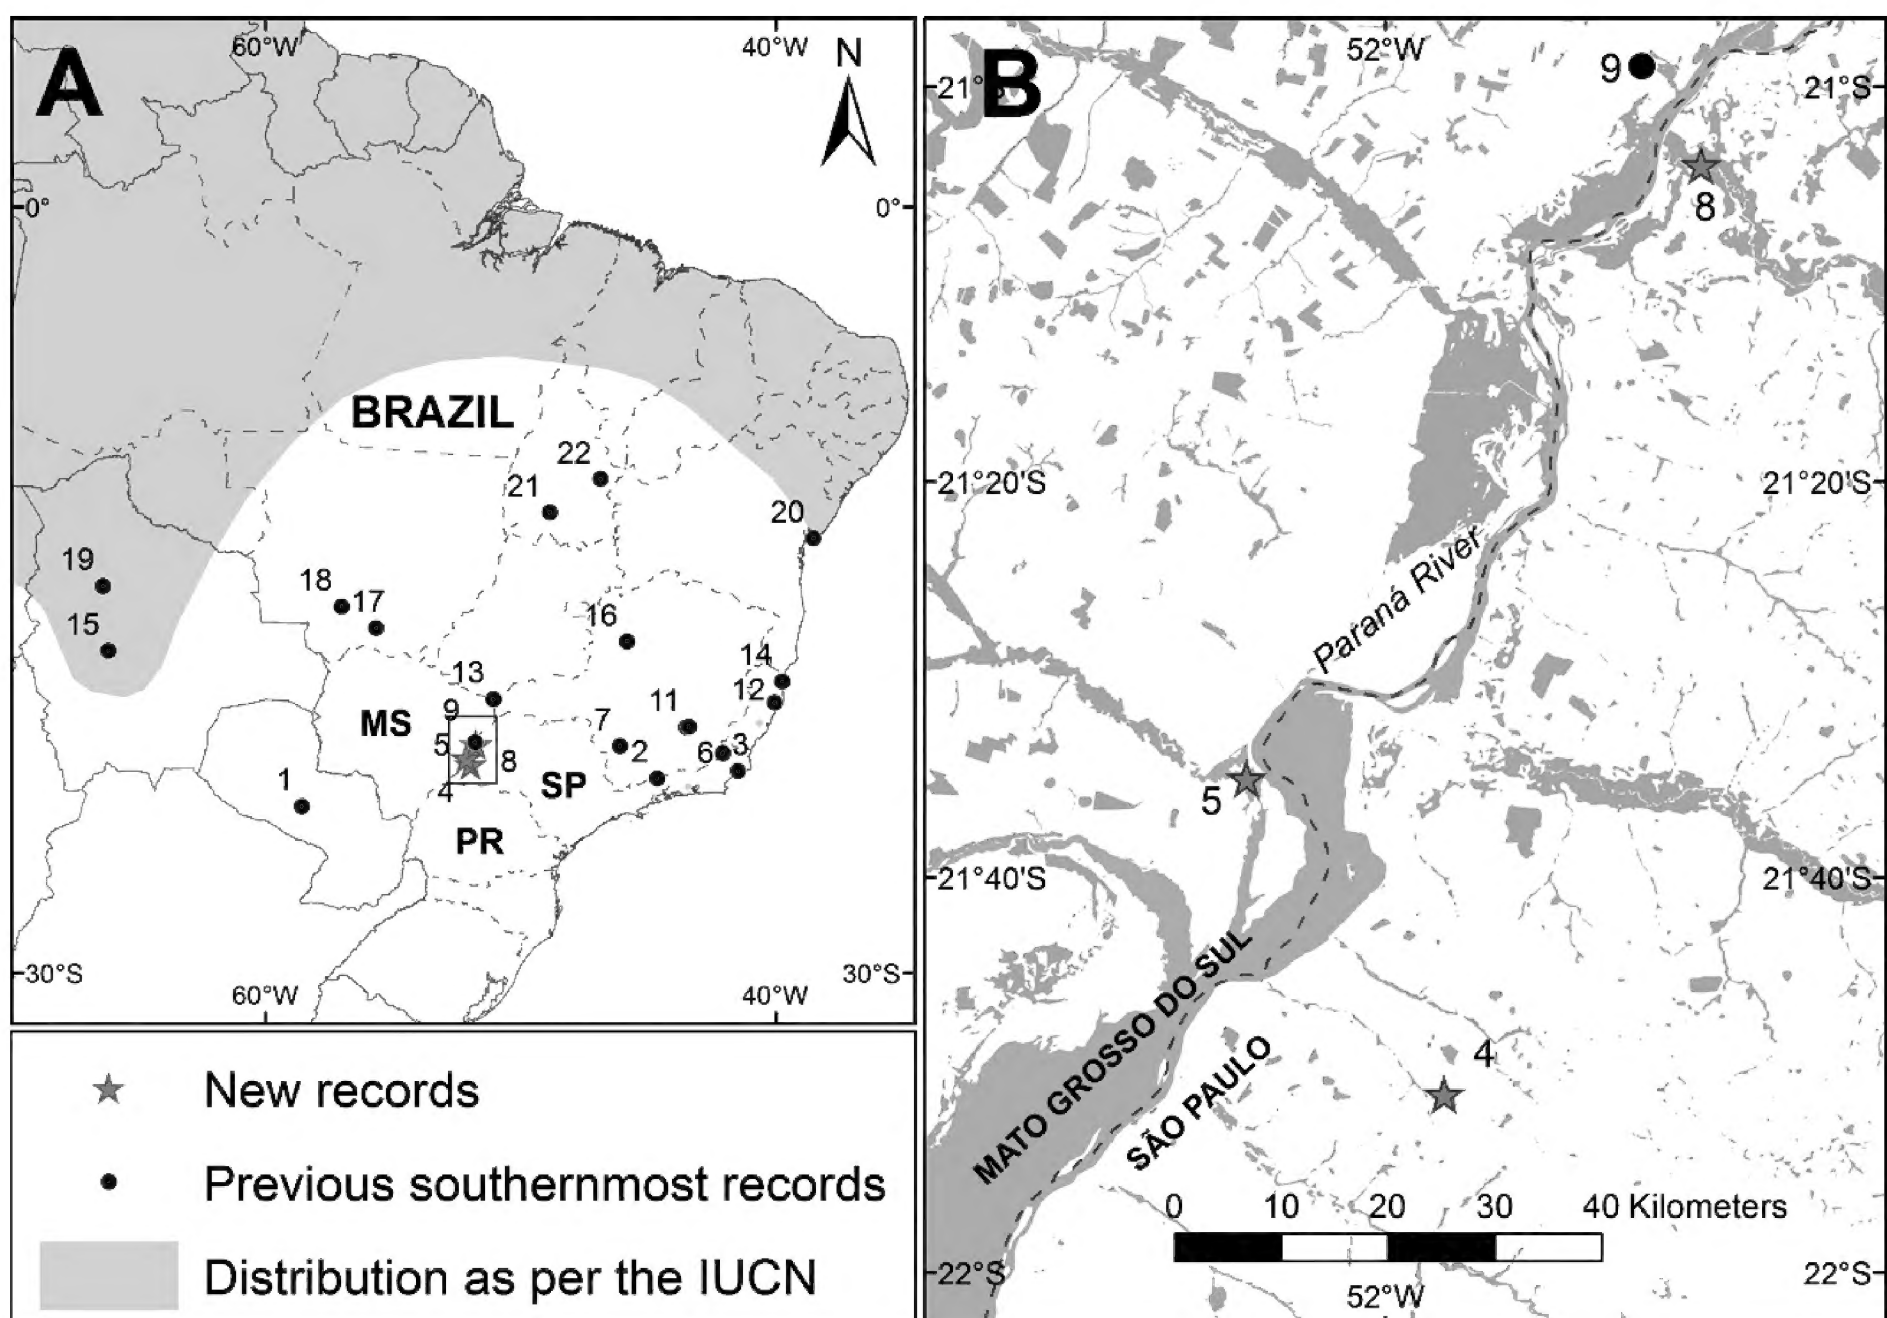 A
60°W
40°W
N
0°
0°
BRAZIL
22
21
20
19
18
17
15
16
14
13
12
11
9
MS
7
5
2
6
3
8
1
SP
4
PR
30°S
30°S
60°W
40°W
New records
Previous southernmost records
Distribution as per the IUCN
B
52°W
9
21°S
21°S
8
21°20'S
21°20'S
Paraná River
5
21°40'S
21°40'S
MATO GROSSO DO SUL
SÃO PAULO
4
0 10 20 30 40 Kilometers
22°S
22°S
52°W